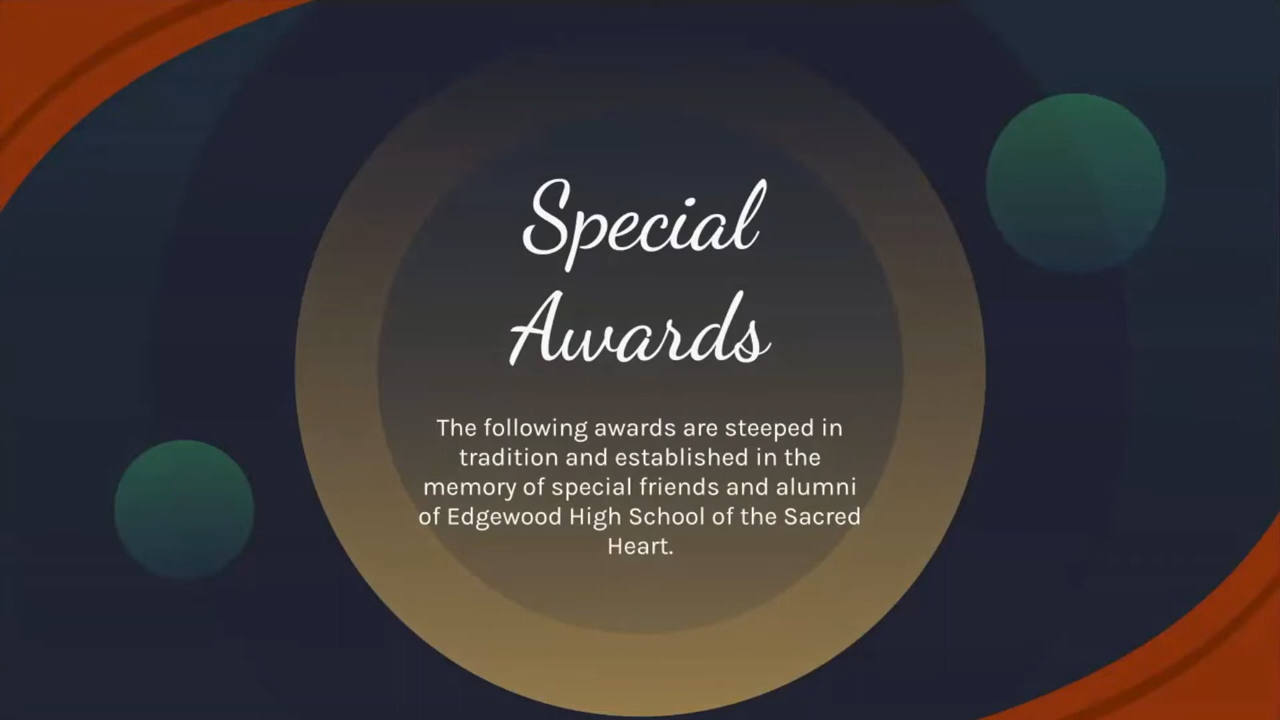 Special
Awards
The following awards are steeped in
tradition and established in the
memory of special friends and alumni
of Edgewood High School of the Sacred
Heart.